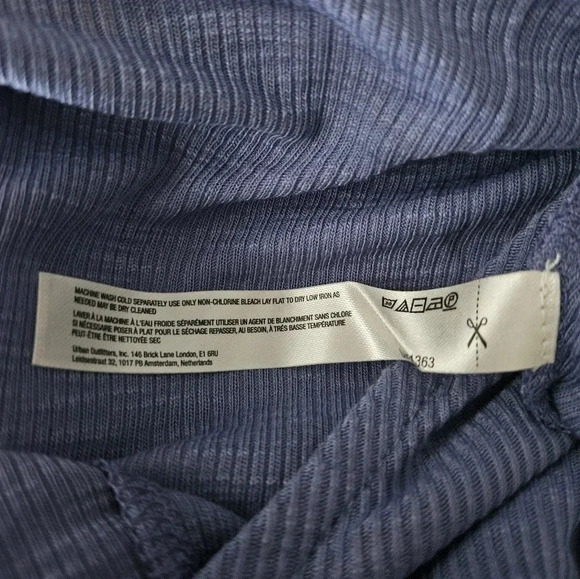 MACHINE WASH COLD SEPARATELY USE ONLY NON-CHLORINE BLEACH LAY FLAT TO DRY LOW IRON AS
NEEDED MAY BE DRY CLEANED
LAVER À LA MACHINE À L'EAU FROIDE SÉPARÉMENT UTILISER UN AGENT DE BLANCHIMENT SANS CHLORE
SI NÉCESSAIRE POSER À PLAT POUR LE SÉCHAGE REPASSER, AU BESOIN, À TRÈS BASSE TEMPÉRATURE
PEUT-ÊTRE ÊTRE NETTOYÉE SEC
Urban Outfitters, Inc. 146 Brick Lane London, E1 6RU
Leidsestraat 32, 1017 PB Amsterdam, Netherlands
1363
P